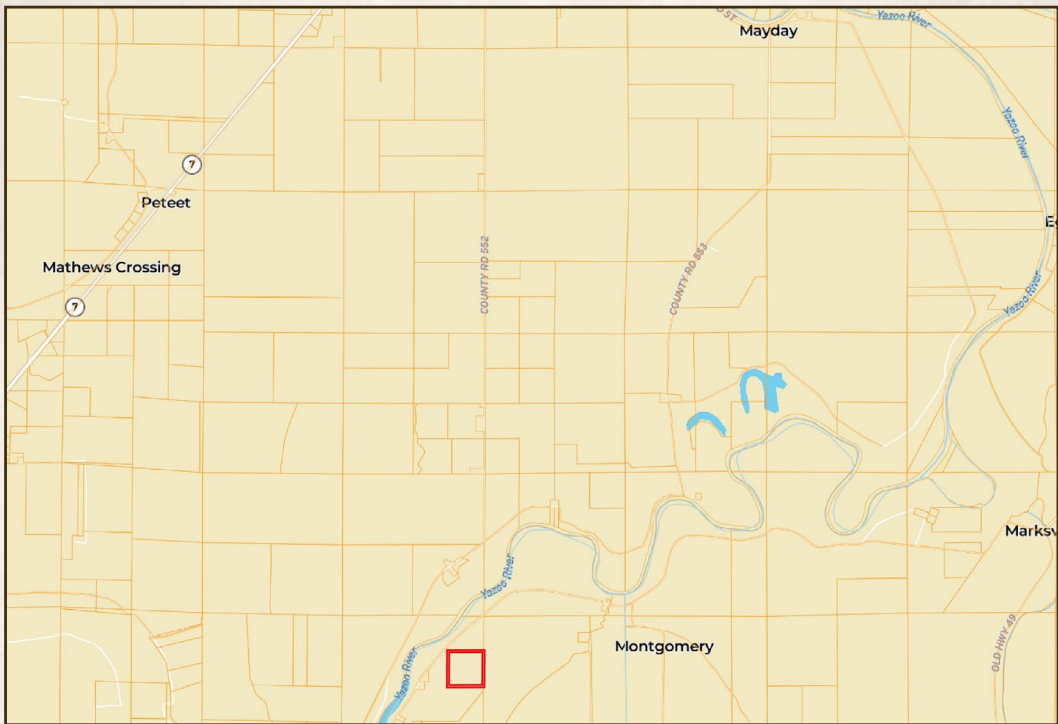 Mayday
Yazoo River
Yazoo River
7
Peteet
COUNTY RD 552
COUNTY RD 553
Mathews Crossing
7
Yazoo River
Marksv
Yazoo River
Montgomery
OLD HWY 49
Yazoo River